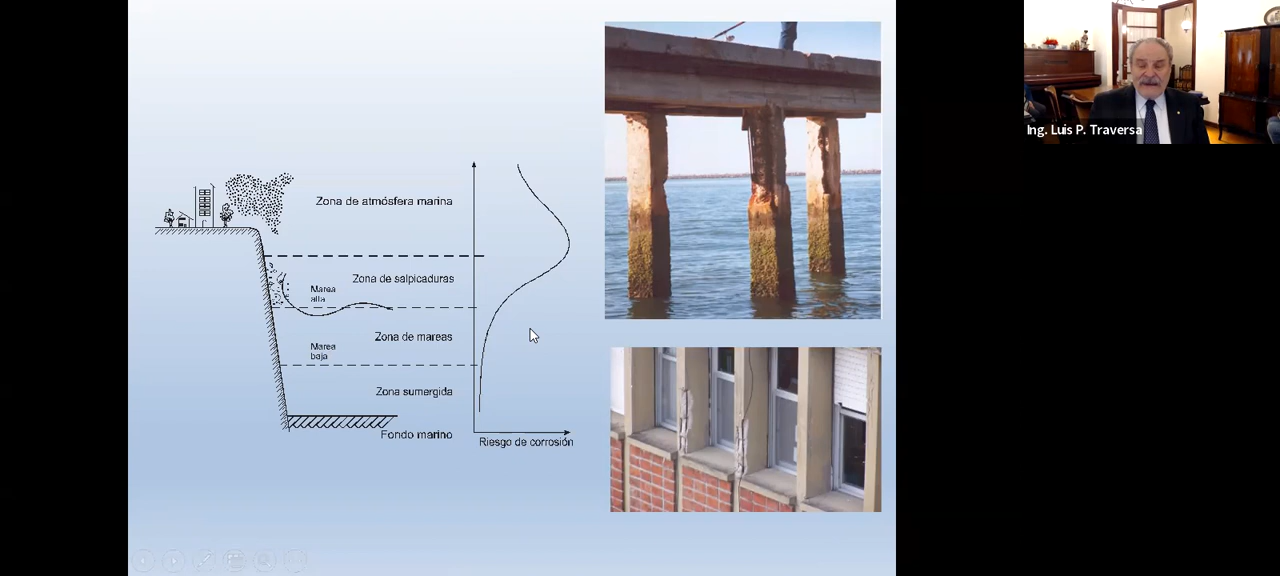 Ing. Luis P. Traversa
Zona de atmósfera marina
Zona de salpicaduras
Marea
alta
Zona de mareas
Marea
baja
Zona sumergida
Fondo marino
Riesgo de corrosión